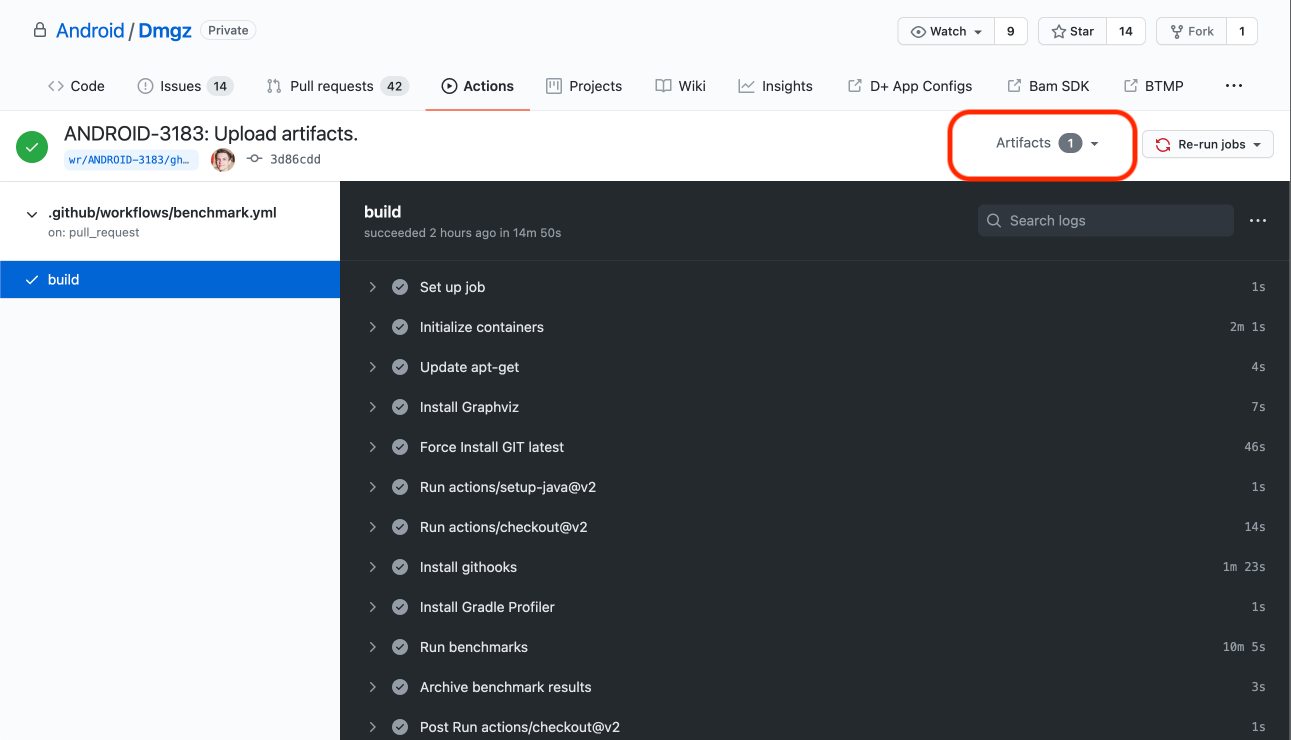 Android / Dmgz Private
Watch 9 Star 14 Fork 1
Code Issues 14 Pull requests 42 Actions Projects Wiki Insights D+ App Configs Bam SDK BTMP
ANDROID-3183: Upload artifacts.
wr/ANDROID-3183/gh… 3d86cdd
Artifacts 1
Re-run jobs
.github/workflows/benchmark.yml
on: pull_request
build
build
succeeded 2 hours ago in 14m 50s
Search logs
Set up job 1s
Initialize containers 2m 1s
Update apt-get 4s
Install Graphviz 7s
Force Install GIT latest 46s
Run actions/setup-java@v2 1s
Run actions/checkout@v2 14s
Install githooks 1m 23s
Install Gradle Profiler 1s
Run benchmarks 10m 5s
Archive benchmark results 3s
Post Run actions/checkout@v2 1s